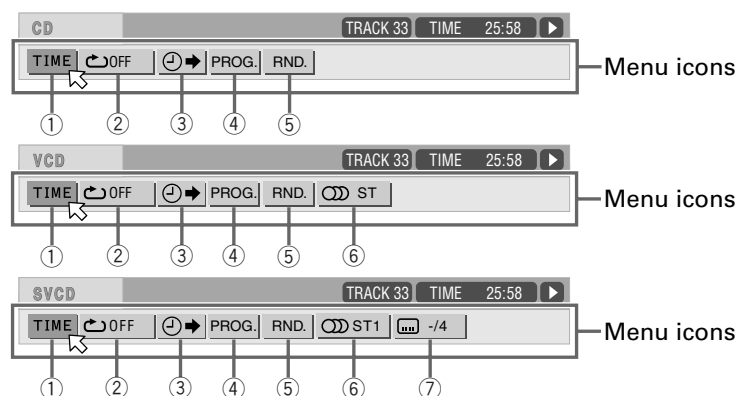 CD TRACK 33 TIME 25:58
TIME OFF PROG. RND.
Menu icons
① ② ③ ④ ⑤
VCD TRACK 33 TIME 25:58
TIME OFF PROG. RND. ST
Menu icons
① ② ③ ④ ⑤ ⑥
SVCD TRACK 33 TIME 25:58
TIME OFF PROG. RND. ST1 -/4
Menu icons
① ② ③ ④ ⑤ ⑥ ⑦